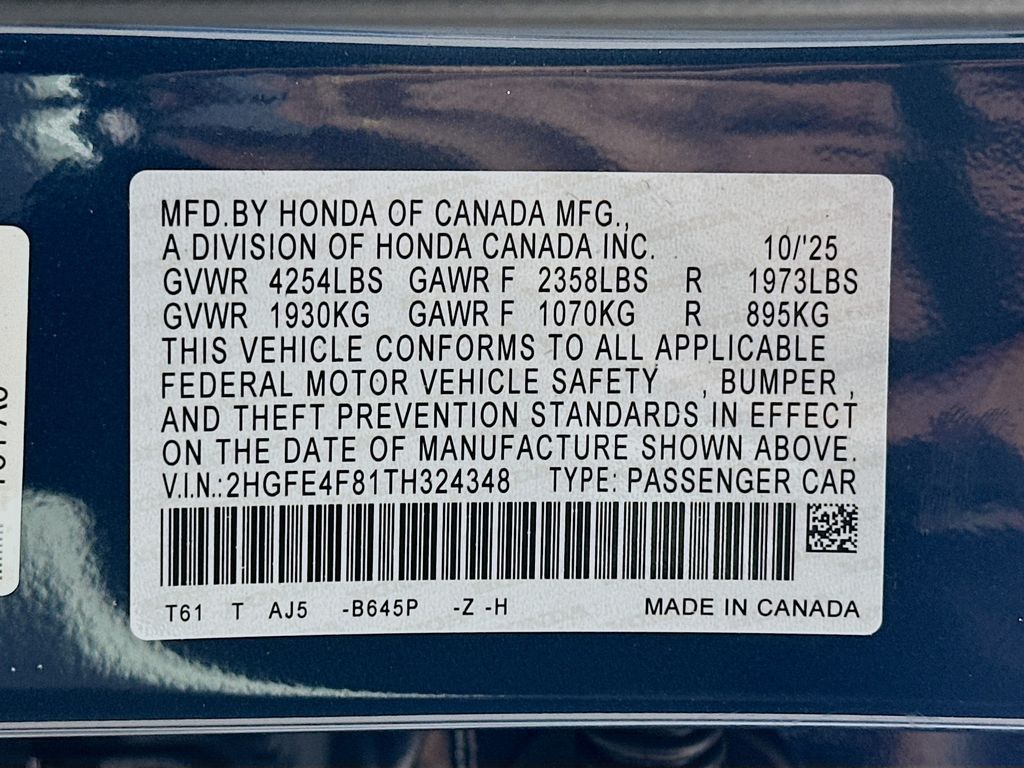 MFD.BY HONDA OF CANADA MFG.,
A DIVISION OF HONDA CANADA INC. 10/'25
GVWR 4254LBS GAWR F 2358LBS R 1973LBS
GVWR 1930KG GAWR F 1070KG R 895KG
THIS VEHICLE CONFORMS TO ALL APPLICABLE
FEDERAL MOTOR VEHICLE SAFETY , BUMPER ,
AND THEFT PREVENTION STANDARDS IN EFFECT
ON THE DATE OF MANUFACTURE SHOWN ABOVE.
V.I.N.:2HGFE4F81TH324348 TYPE: PASSENGER CAR
T61 T AJ5 -B645P -Z -H MADE IN CANADA